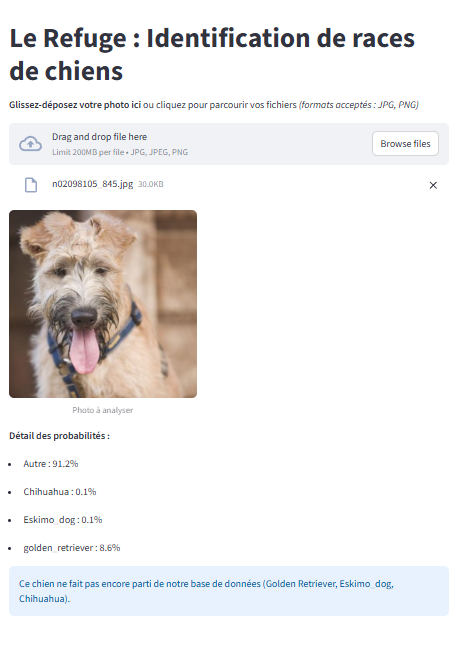 Le Refuge : Identification de races
de chiens
Glissez-déposez votre photo ici ou cliquez pour parcourir vos fichiers (formats acceptés : JPG, PNG)
Drag and drop file here
Limit 200MB per file • JPG, JPEG, PNG
Browse files
n02098105_845.jpg 30.0KB
Photo à analyser
Détail des probabilités :
• Autre : 91.2%
• Chihuahua : 0.1%
• Eskimo_dog : 0.1%
• golden_retriever : 8.6%
Ce chien ne fait pas encore parti de notre base de données (Golden Retriever, Eskimo_dog,
Chihuahua).